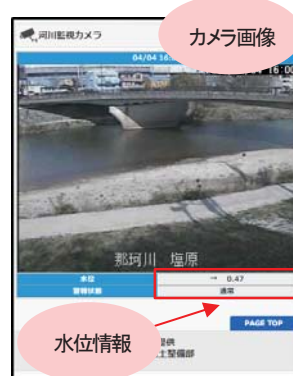 河川監視カメラ
カメラ画像
04/04 16:
16:00
那珂川 塩原
水位 → 0.47
警報状態 通常
PAGE TOP
水位情報
提供
土整備部